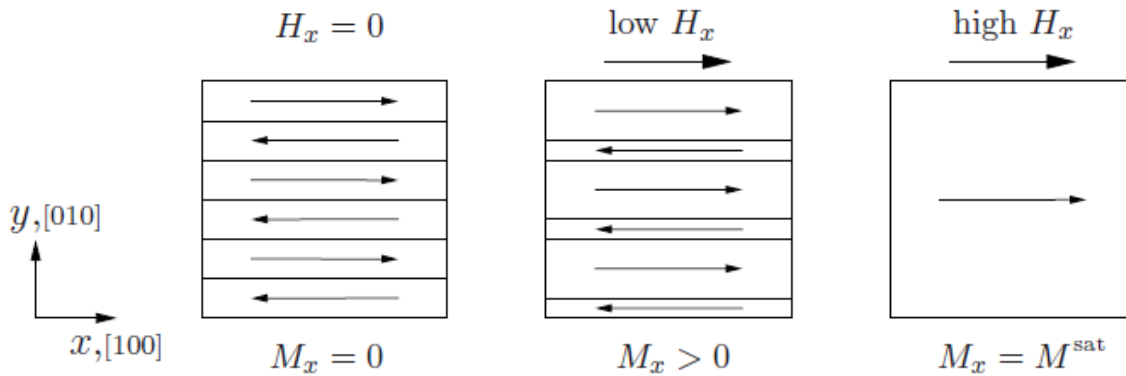 H_x = 0
low H_x
high H_x
y,[010]
x,[100]
M_x = 0
M_x > 0
M_x = M^sat